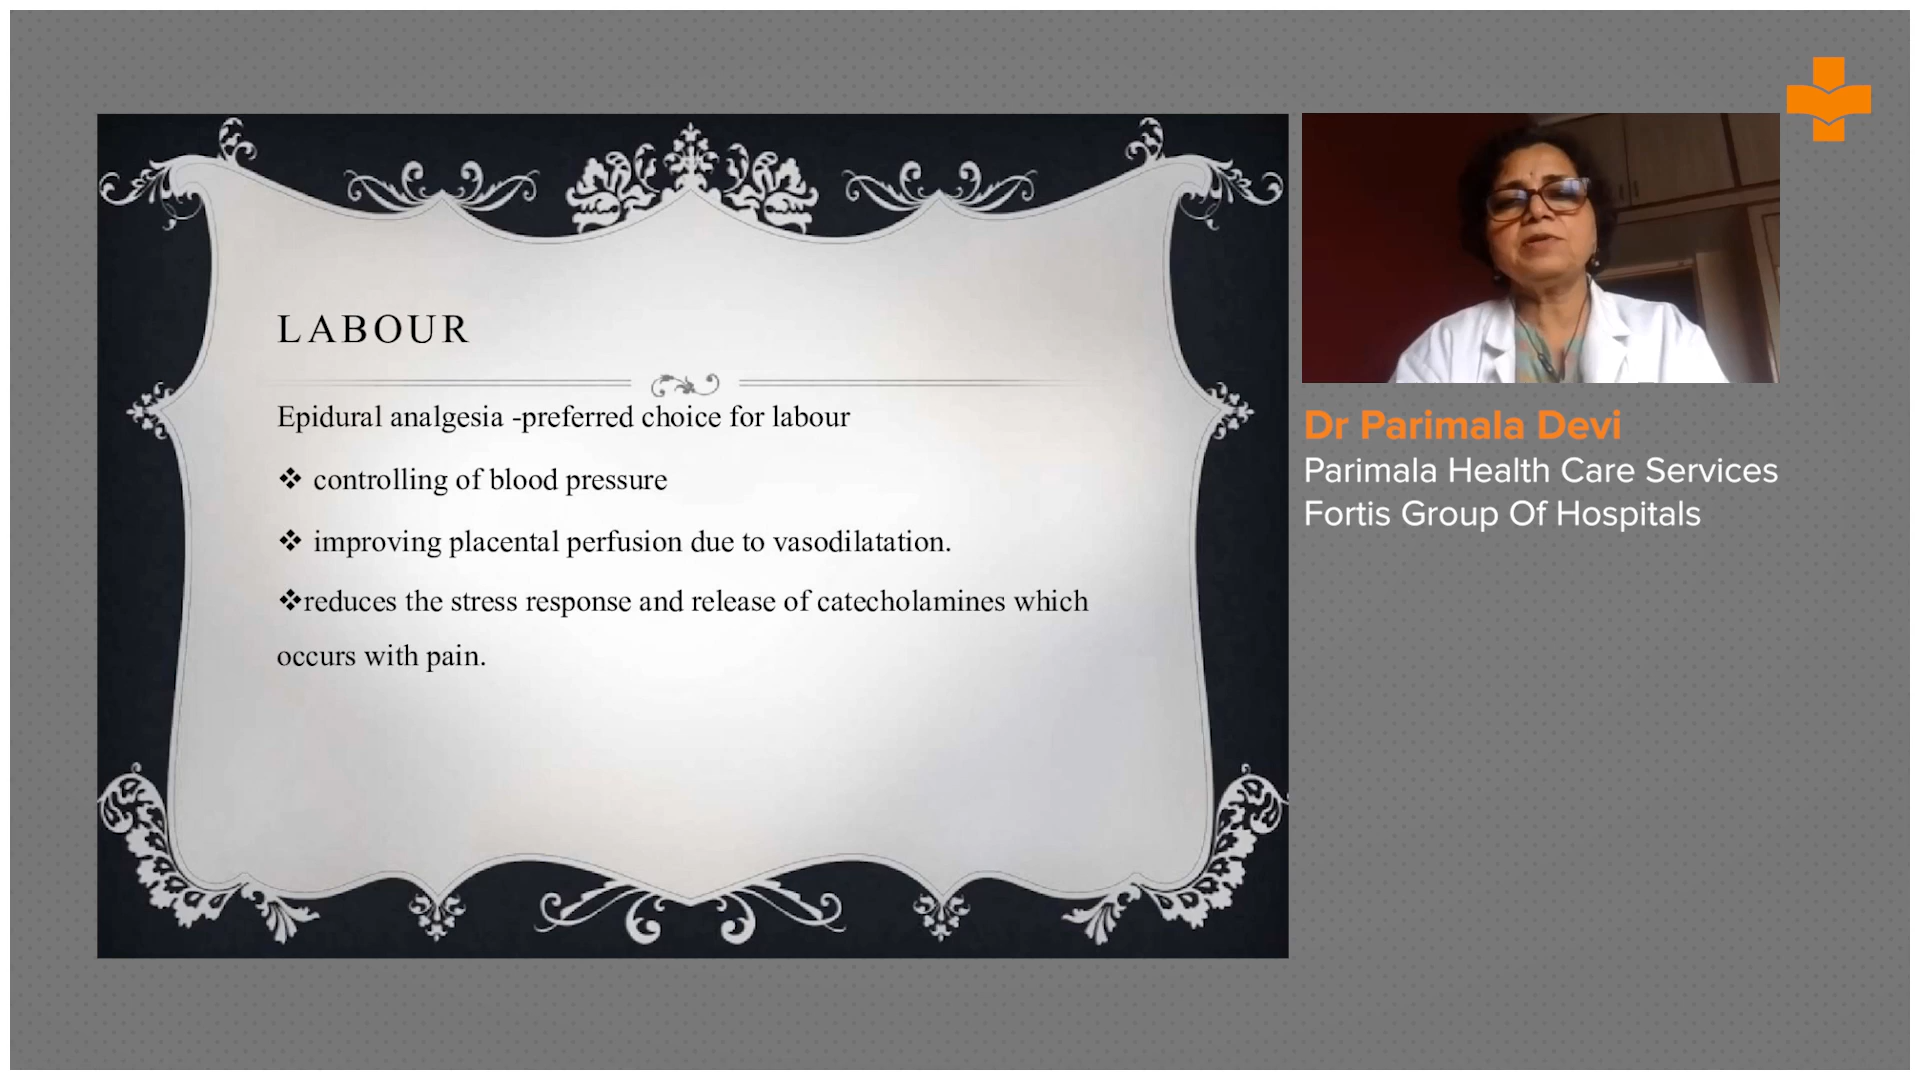 LABOUR
Epidural analgesia -preferred choice for labour
❖ controlling of blood pressure
❖ improving placental perfusion due to vasodilatation.
❖reduces the stress response and release of catecholamines which
occurs with pain.
Dr Parimala Devi
Parimala Health Care Services
Fortis Group Of Hospitals